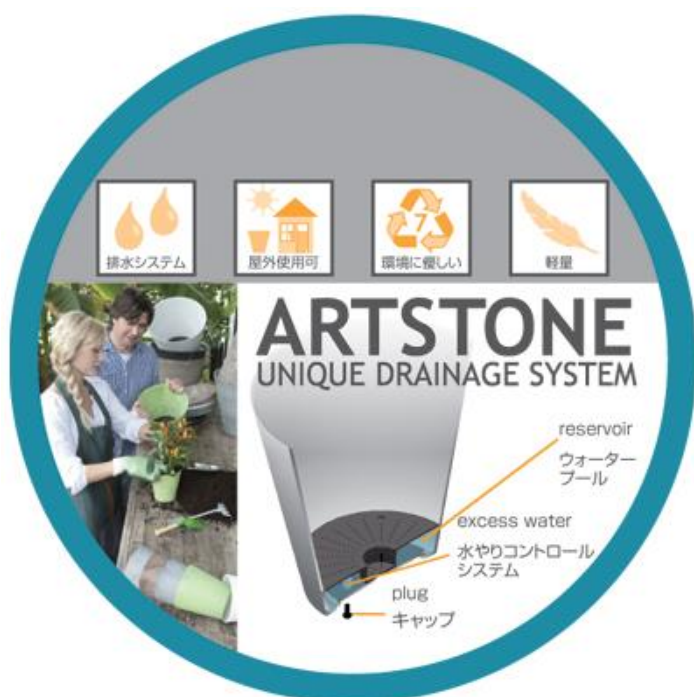 排水システム
屋外使用可
7
環境に優しい
軽量
ARTSTONE
UNIQUE DRAINAGE SYSTEM
reservoir
ウォーター
プール
excess water
水やりコントロール
システム
plug
キャップ